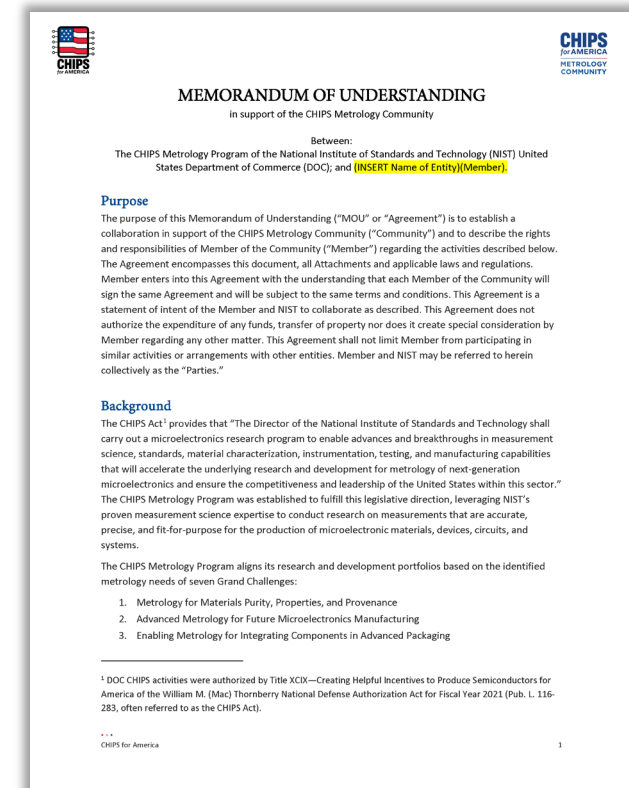 CHIPS
for AMERICA
CHIPS
for AMERICA
METROLOGY
COMMUNITY
MEMORANDUM OF UNDERSTANDING
in support of the CHIPS Metrology Community
Between:
The CHIPS Metrology Program of the National Institute of Standards and Technology (NIST) United
States Department of Commerce (DOC); and (INSERT Name of Entity)(Member).
Purpose
The purpose of this Memorandum of Understanding (“MOU” or “Agreement”) is to establish a
collaboration in support of the CHIPS Metrology Community (“Community”) and to describe the rights
and responsibilities of Member of the Community (“Member”) regarding the activities described below.
The Agreement encompasses this document, all Attachments and applicable laws and regulations.
Member enters into this Agreement with the understanding that each Member of the Community will
sign the same Agreement and will be subject to the same terms and conditions. This Agreement is a
statement of intent of the Member and NIST to collaborate as described. This Agreement does not
authorize the expenditure of any funds, transfer of property nor does it create special consideration by
Member regarding any other matter. This Agreement shall not limit Member from participating in
similar activities or arrangements with other entities. Member and NIST may be referred to herein
collectively as the “Parties.”
Background
The CHIPS Act¹ provides that “The Director of the National Institute of Standards and Technology shall
carry out a microelectronics research program to enable advances and breakthroughs in measurement
science, standards, material characterization, instrumentation, testing, and manufacturing capabilities
that will accelerate the underlying research and development for metrology of next-generation
microelectronics and ensure the competitiveness and leadership of the United States within this sector.”
The CHIPS Metrology Program was established to fulfill this legislative direction, leveraging NIST’s
proven measurement science expertise to conduct research on measurements that are accurate,
precise, and fit-for-purpose for the production of microelectronic materials, devices, circuits, and
systems.
The CHIPS Metrology Program aligns its research and development portfolios based on the identified
metrology needs of seven Grand Challenges:
1. Metrology for Materials Purity, Properties, and Provenance
2. Advanced Metrology for Future Microelectronics Manufacturing
3. Enabling Metrology for Integrating Components in Advanced Packaging
¹ DOC CHIPS activities were authorized by Title XCIX—Creating Helpful Incentives to Produce Semiconductors for
America of the William M. (Mac) Thornberry National Defense Authorization Act for Fiscal Year 2021 (Pub. L. 116-
283, often referred to as the CHIPS Act).
CHIPS for America 1